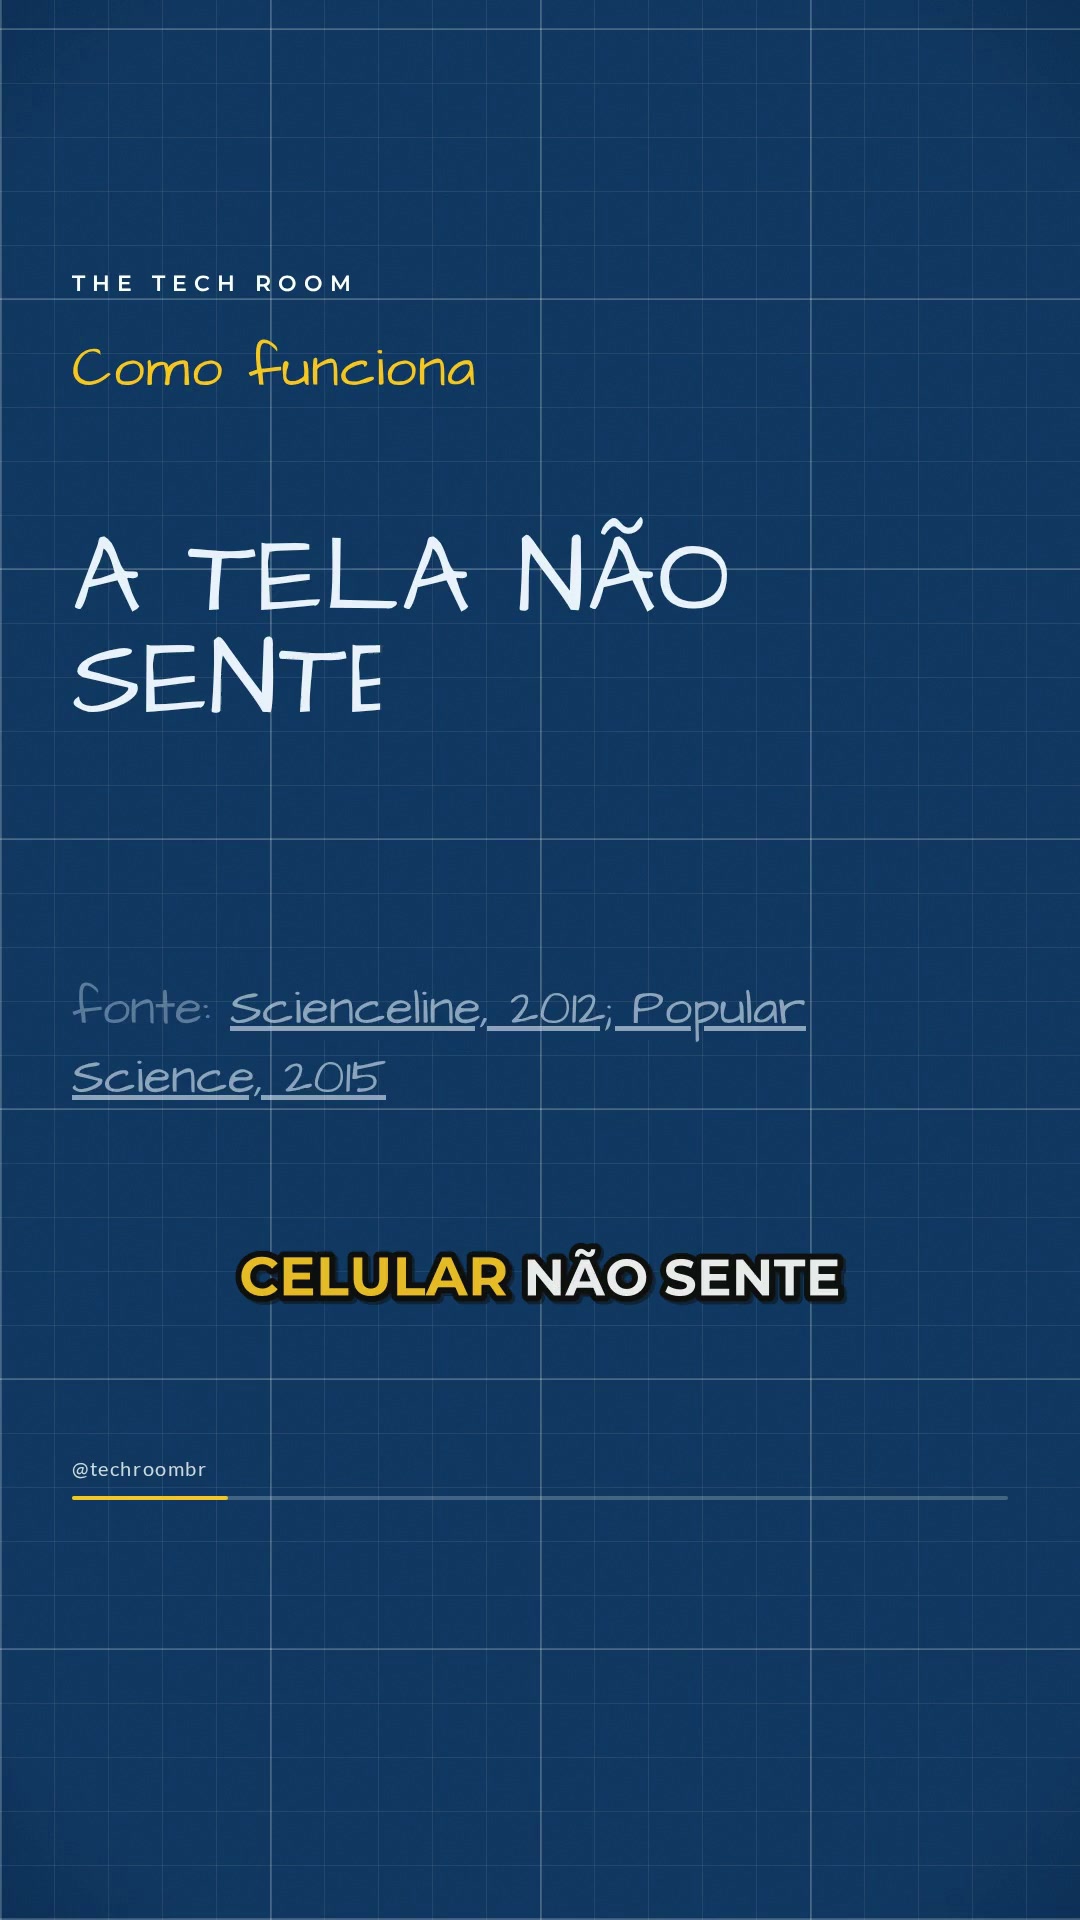 THE TECH ROOM
Como funciona
A TELA NÃO
SENTE
fonte: Scienceline, 2012; Popular
Science, 2015
CELULAR NÃO SENTE
@techroombr